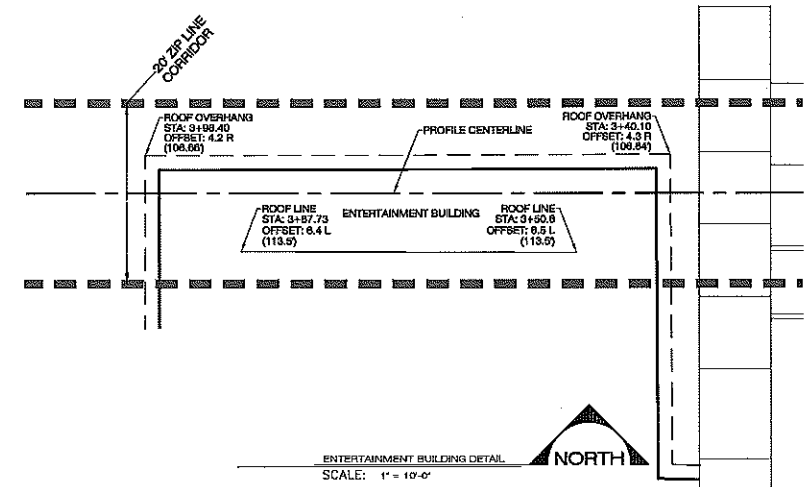 20' ZIP LINE
CORRIDOR
ROOF OVERHANG
STA: 3+98.40
OFFSET: 4.2 R
(106.66')
PROFILE CENTERLINE
ROOF OVERHANG
STA: 3+40.10
OFFSET: 4.3 R
(106.64')
ROOF LINE
STA: 3+87.73
OFFSET: 6.4 L
(113.5')
ENTERTAINMENT BUILDING
ROOF LINE
STA: 3+50.6
OFFSET: 6.5 L
(113.5')
ENTERTAINMENT BUILDING DETAIL
SCALE: 1" = 10'-0"
NORTH